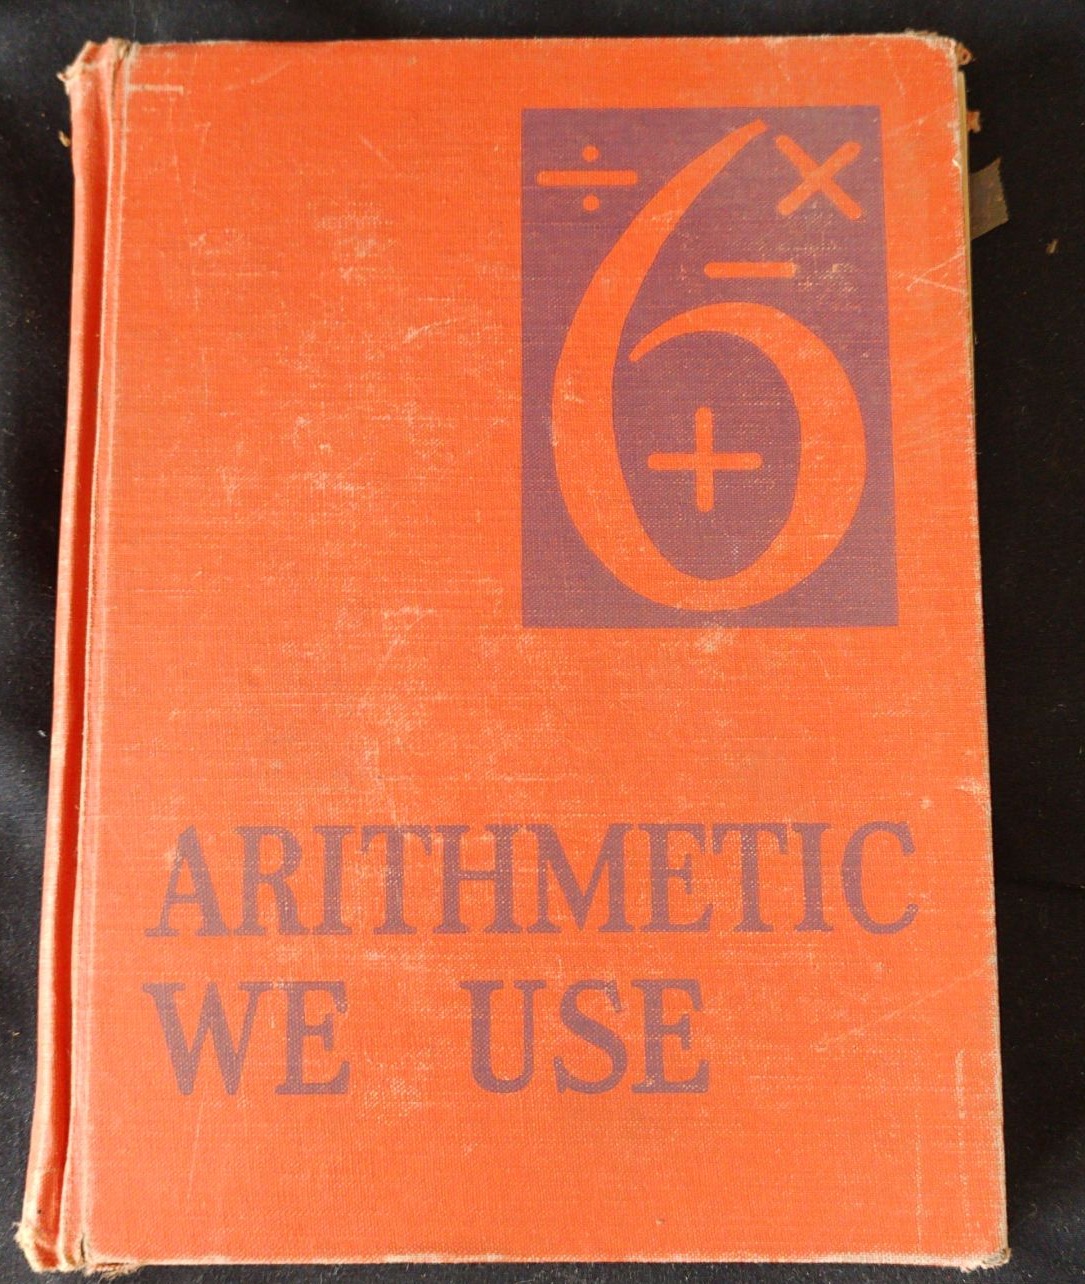 ÷ ×
6
−
+
ARITHMETIC
WE USE